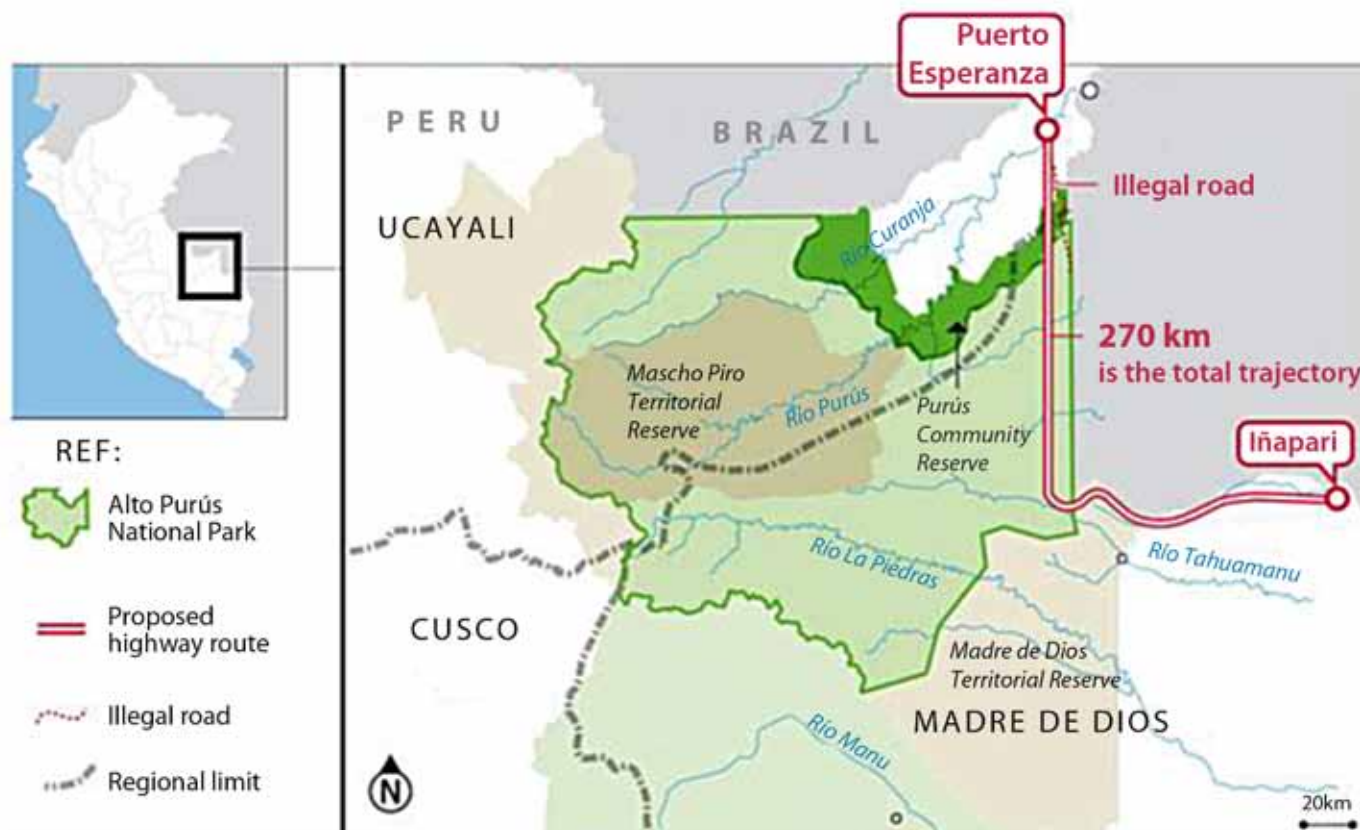 Puerto
Esperanza
PERU
BRAZIL
Illegal road
UCAYALI
Río Curanja
270 km
is the total trajectory
Mascho Piro
Territorial
Reserve
Río Purús
Purús
Community
Reserve
Iñapari
REF:
Alto Purús
National Park
Proposed
highway route
Illegal road
Regional limit
Río La Piedras
Río Tahuamanu
CUSCO
Madre de Dios
Territorial Reserve
MADRE DE DIOS
Río Manu
N
20km